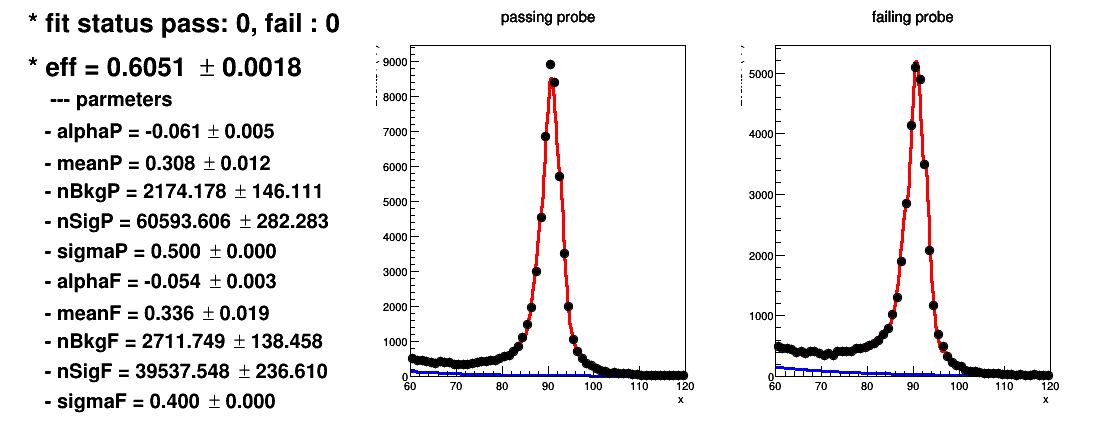 * fit status pass: 0, fail : 0
* eff = 0.6051 ± 0.0018
--- parmeters
- alphaP = -0.061 ± 0.005
- meanP = 0.308 ± 0.012
- nBkgP = 2174.178 ± 146.111
- nSigP = 60593.606 ± 282.283
- sigmaP = 0.500 ± 0.000
- alphaF = -0.054 ± 0.003
- meanF = 0.336 ± 0.019
- nBkgF = 2711.749 ± 138.458
- nSigF = 39537.548 ± 236.610
- sigmaF = 0.400 ± 0.000
passing probe
9000
8000
7000
6000
5000
4000
3000
2000
1000
0
60 70 80 90 100 110 120
x
failing probe
5000
4000
3000
2000
1000
0
60 70 80 90 100 110 120
x